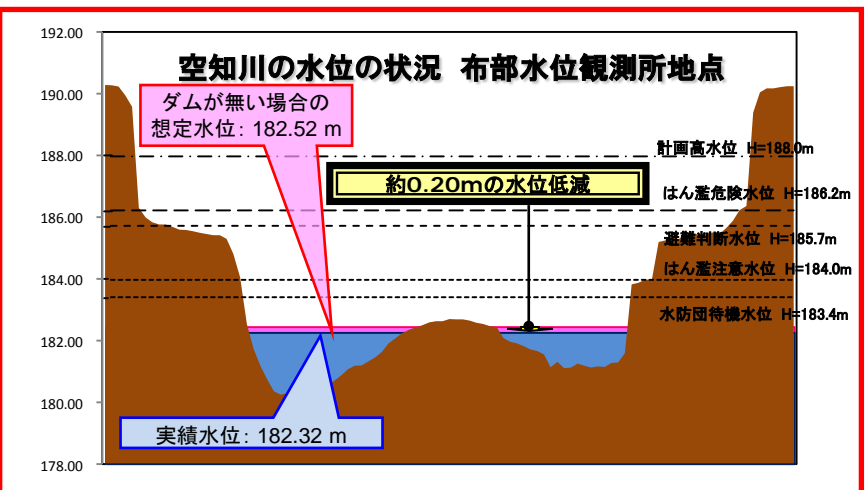 空知川の水位の状況 布部水位観測所地点
192.00
190.00
188.00
186.00
184.00
182.00
180.00
178.00
ダムが無い場合の
想定水位：182.52 m
約0.20mの水位低減
計画高水位 H=188.0m
はん濫危険水位 H=186.2m
避難判断水位 H=185.7m
はん濫注意水位 H=184.0m
水防団待機水位 H=183.4m
実績水位：182.32 m